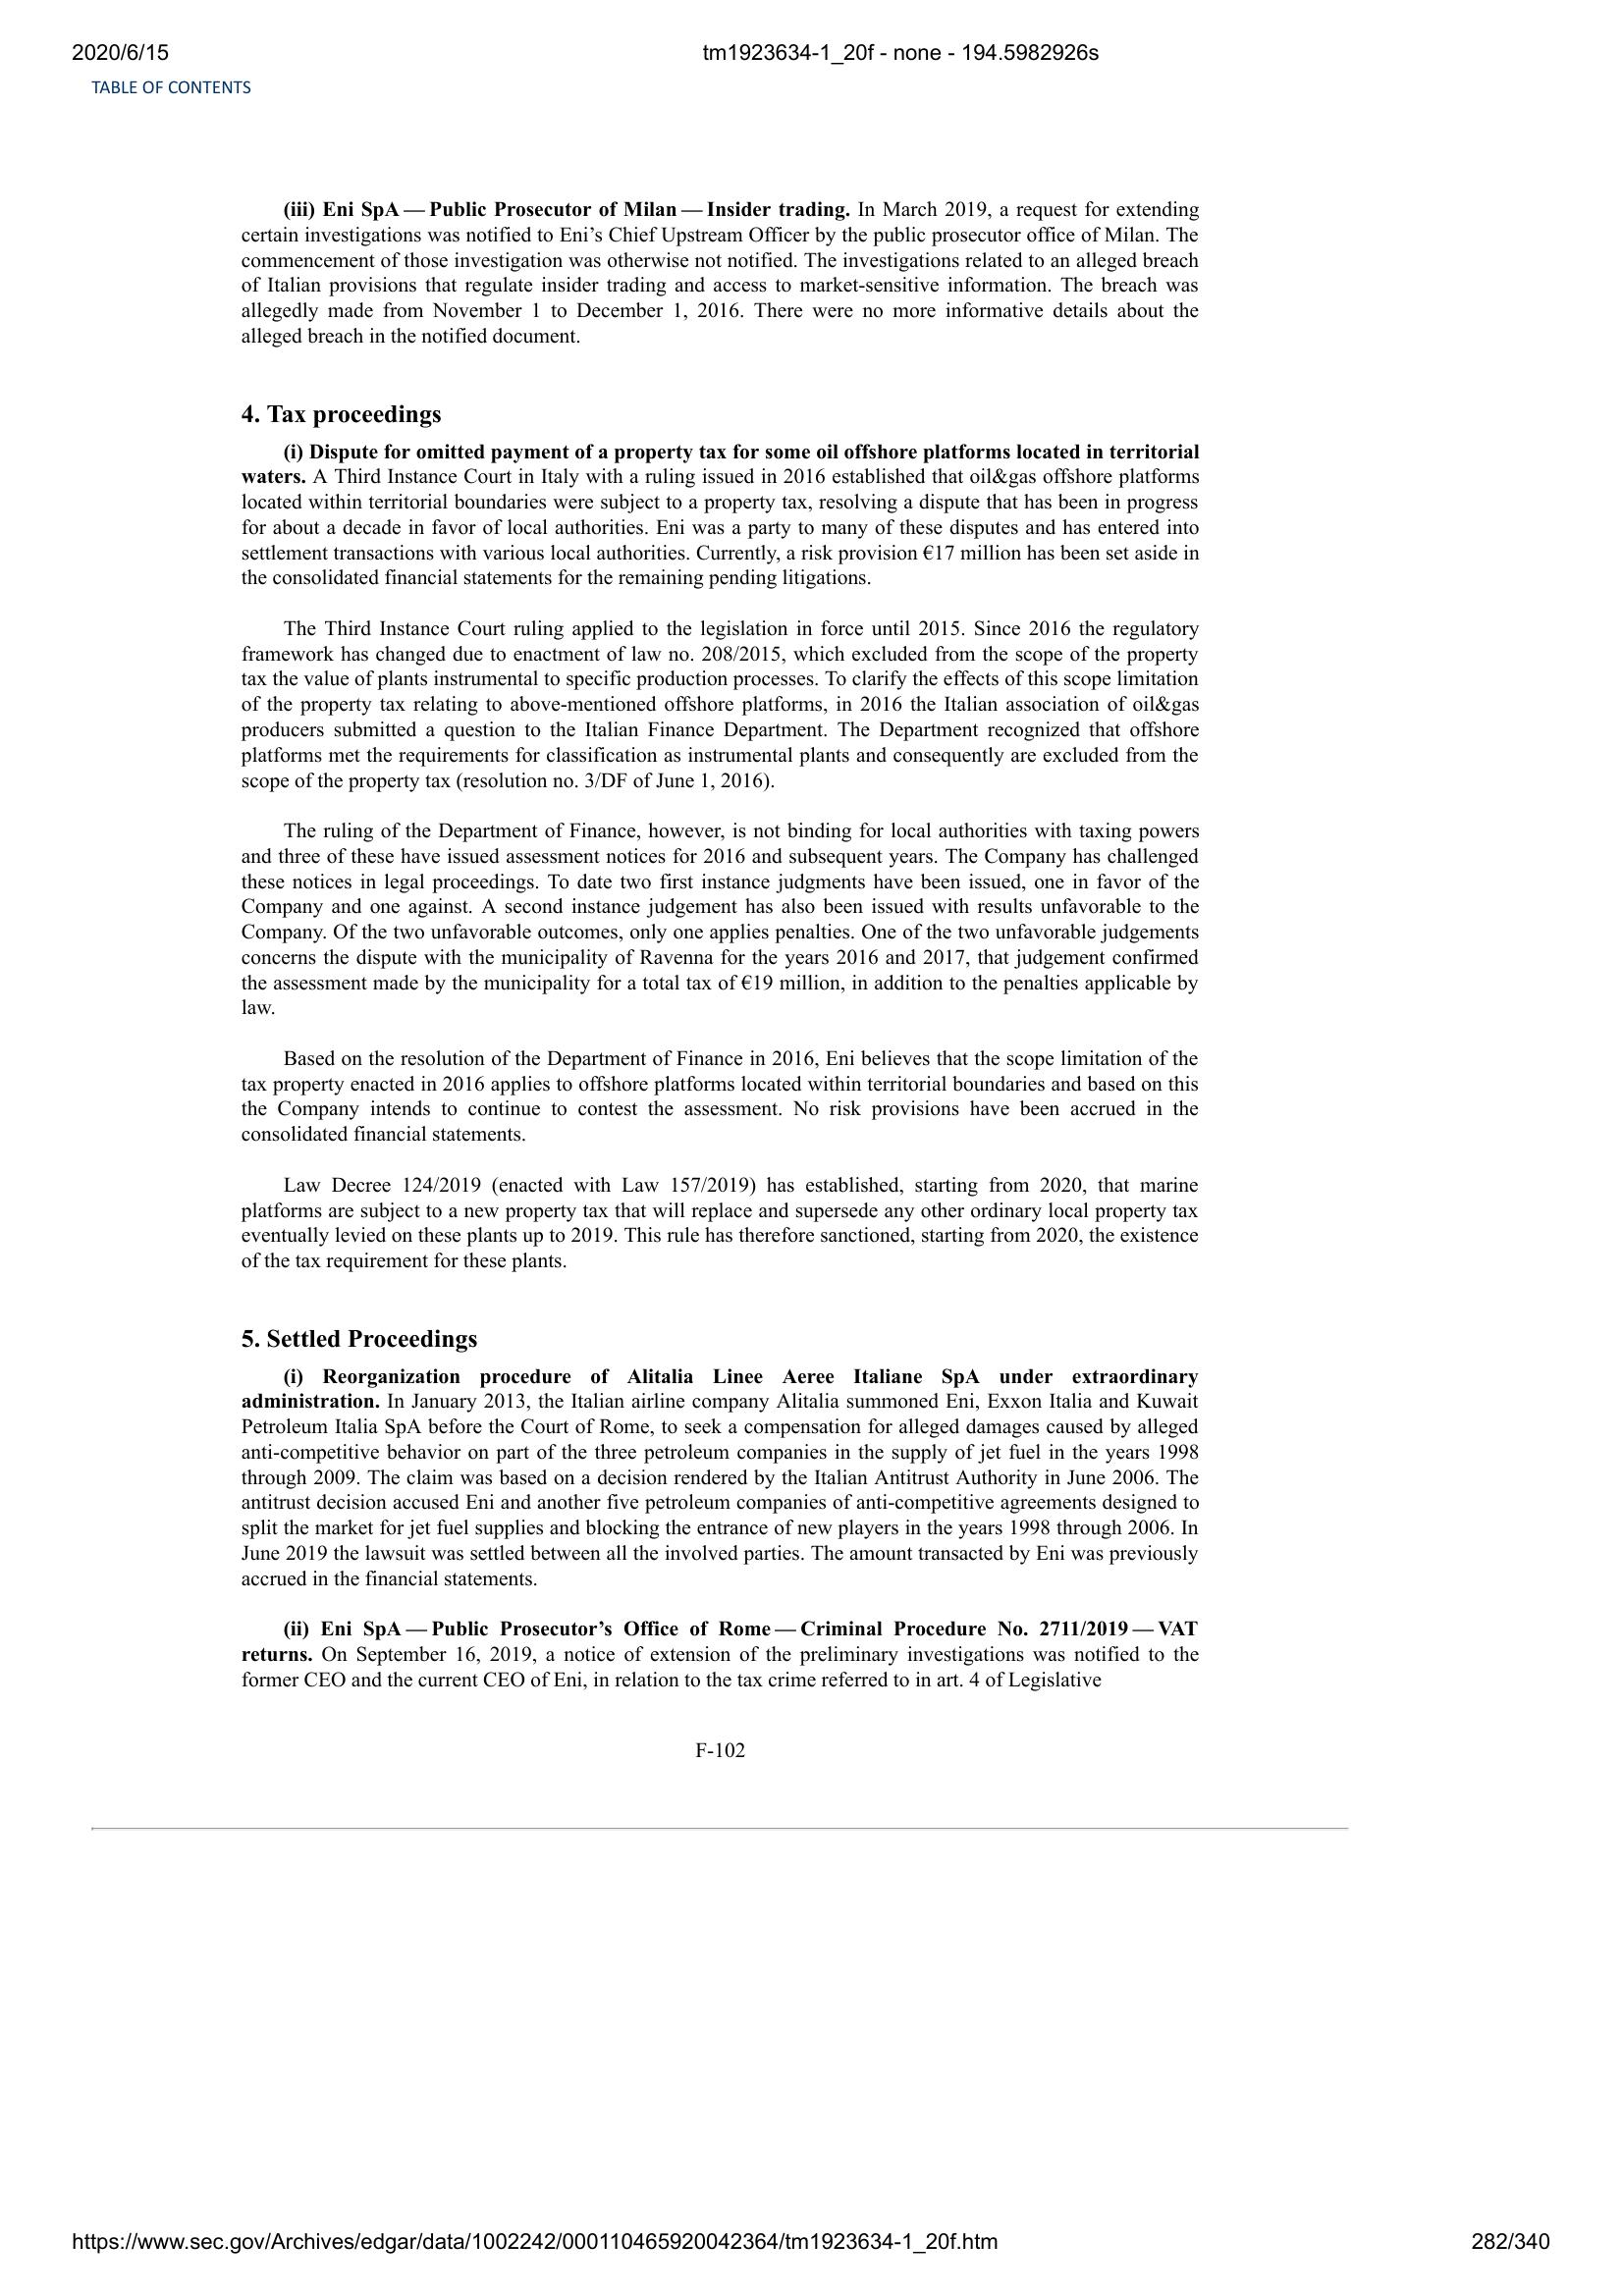 2020/6/15
tm1923634-1_20f - none - 194.5982926s
TABLE OF CONTENTS
(iii) Eni SpA — Public Prosecutor of Milan — Insider trading. In March 2019, a request for extending
certain investigations was notified to Eni’s Chief Upstream Officer by the public prosecutor office of Milan. The
commencement of those investigation was otherwise not notified. The investigations related to an alleged breach
of Italian provisions that regulate insider trading and access to market-sensitive information. The breach was
allegedly made from November 1 to December 1, 2016. There were no more informative details about the
alleged breach in the notified document.
4. Tax proceedings
(i) Dispute for omitted payment of a property tax for some oil offshore platforms located in territorial
waters. A Third Instance Court in Italy with a ruling issued in 2016 established that oil&gas offshore platforms
located within territorial boundaries were subject to a property tax, resolving a dispute that has been in progress
for about a decade in favor of local authorities. Eni was a party to many of these disputes and has entered into
settlement transactions with various local authorities. Currently, a risk provision €17 million has been set aside in
the consolidated financial statements for the remaining pending litigations.
The Third Instance Court ruling applied to the legislation in force until 2015. Since 2016 the regulatory
framework has changed due to enactment of law no. 208/2015, which excluded from the scope of the property
tax the value of plants instrumental to specific production processes. To clarify the effects of this scope limitation
of the property tax relating to above-mentioned offshore platforms, in 2016 the Italian association of oil&gas
producers submitted a question to the Italian Finance Department. The Department recognized that offshore
platforms met the requirements for classification as instrumental plants and consequently are excluded from the
scope of the property tax (resolution no. 3/DF of June 1, 2016).
The ruling of the Department of Finance, however, is not binding for local authorities with taxing powers
and three of these have issued assessment notices for 2016 and subsequent years. The Company has challenged
these notices in legal proceedings. To date two first instance judgments have been issued, one in favor of the
Company and one against. A second instance judgement has also been issued with results unfavorable to the
Company. Of the two unfavorable outcomes, only one applies penalties. One of the two unfavorable judgements
concerns the dispute with the municipality of Ravenna for the years 2016 and 2017, that judgement confirmed
the assessment made by the municipality for a total tax of €19 million, in addition to the penalties applicable by
law.
Based on the resolution of the Department of Finance in 2016, Eni believes that the scope limitation of the
tax property enacted in 2016 applies to offshore platforms located within territorial boundaries and based on this
the Company intends to continue to contest the assessment. No risk provisions have been accrued in the
consolidated financial statements.
Law Decree 124/2019 (enacted with Law 157/2019) has established, starting from 2020, that marine
platforms are subject to a new property tax that will replace and supersede any other ordinary local property tax
eventually levied on these plants up to 2019. This rule has therefore sanctioned, starting from 2020, the existence
of the tax requirement for these plants.
5. Settled Proceedings
(i) Reorganization procedure of Alitalia Linee Aeree Italiane SpA under extraordinary
administration. In January 2013, the Italian airline company Alitalia summoned Eni, Exxon Italia and Kuwait
Petroleum Italia SpA before the Court of Rome, to seek a compensation for alleged damages caused by alleged
anti-competitive behavior on part of the three petroleum companies in the supply of jet fuel in the years 1998
through 2009. The claim was based on a decision rendered by the Italian Antitrust Authority in June 2006. The
antitrust decision accused Eni and another five petroleum companies of anti-competitive agreements designed to
split the market for jet fuel supplies and blocking the entrance of new players in the years 1998 through 2006. In
June 2019 the lawsuit was settled between all the involved parties. The amount transacted by Eni was previously
accrued in the financial statements.
(ii) Eni SpA — Public Prosecutor’s Office of Rome — Criminal Procedure No. 2711/2019 — VAT
returns. On September 16, 2019, a notice of extension of the preliminary investigations was notified to the
former CEO and the current CEO of Eni, in relation to the tax crime referred to in art. 4 of Legislative
F-102
https://www.sec.gov/Archives/edgar/data/1002242/000110465920042364/tm1923634-1_20f.htm
282/340